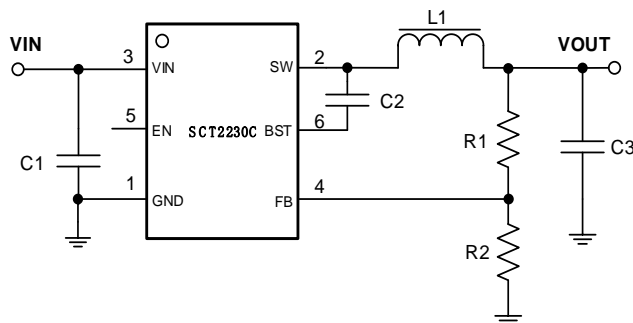 L1
VIN
VOUT
3
VIN
SW
2
C2
5
EN
SCT2230C
BST
6
R1
C3
C1
1
GND
FB
4
R2